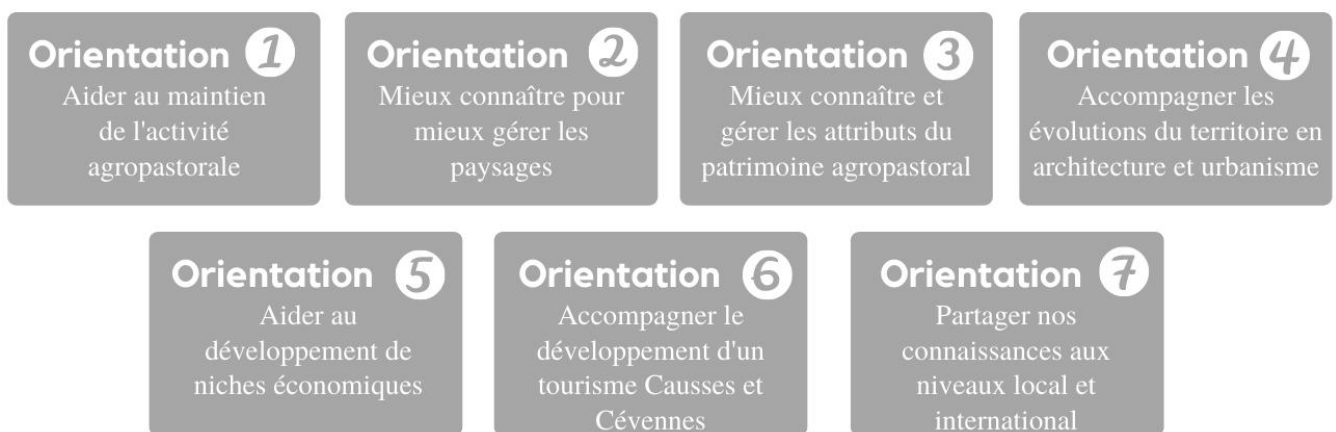 Orientation 1
Aider au maintien
de l'activité
agropastorale
Orientation 2
Mieux connaître pour
mieux gérer les
paysages
Orientation 3
Mieux connaître et
gérer les attributs du
patrimoine agropastoral
Orientation 4
Accompagner les
évolutions du territoire en
architecture et urbanisme
Orientation 5
Aider au
développement de
niches économiques
Orientation 6
Accompagner le
développement d'un
tourisme Causses et
Cévennes
Orientation 7
Partager nos
connaissances aux
niveaux local et
international